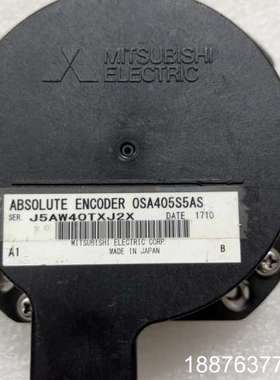 MITSUBISHI
ELECTRIC
ABSOLUTE ENCODER OSA405S5AS
SER. J5AW40TXJ2X DATE 1710
MITSUBISHI ELECTRIC CORP.
A1 MADE IN JAPAN B
18876377